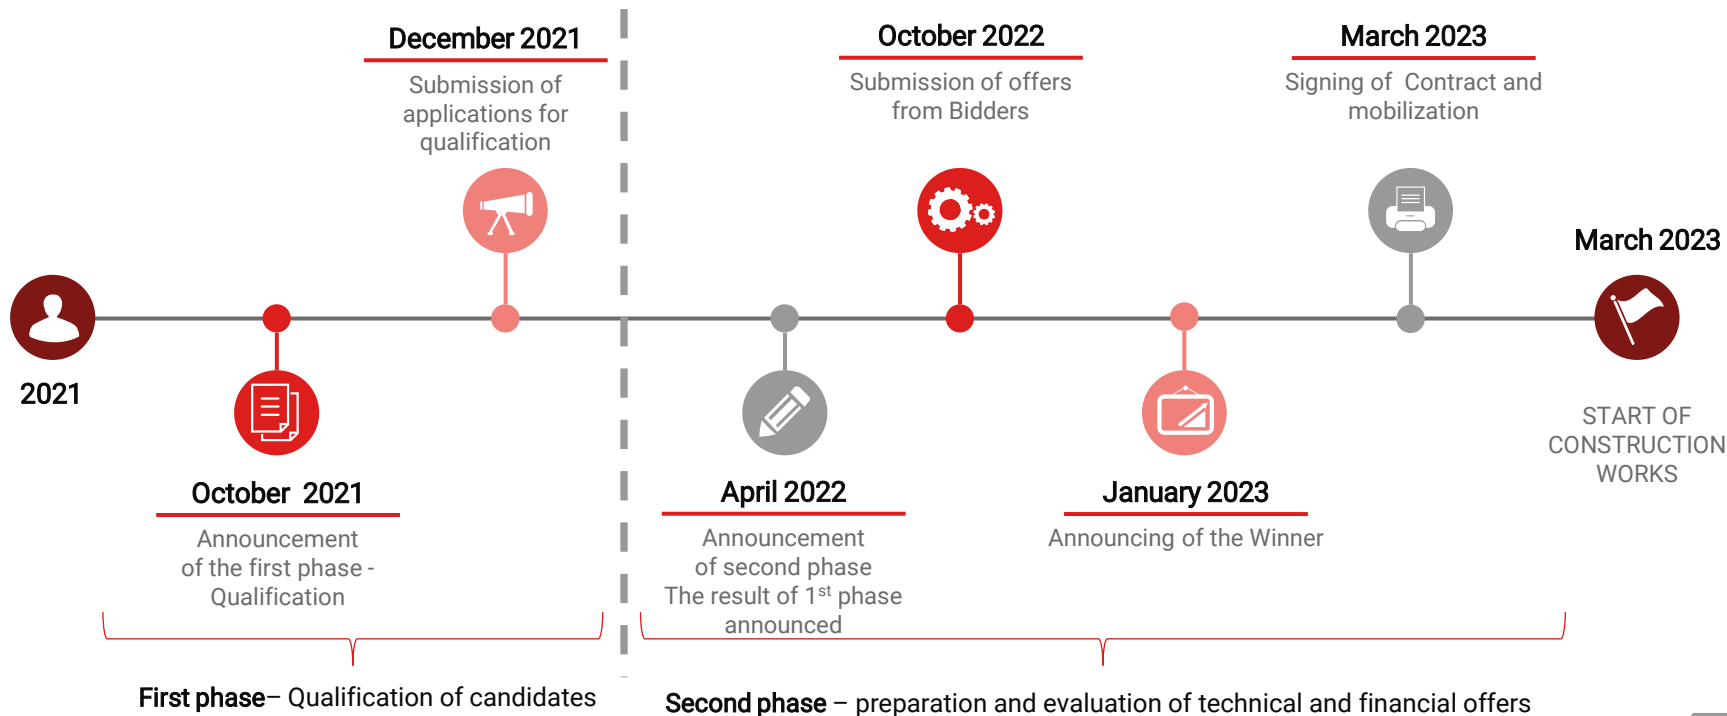 December 2021
Submission of
applications for
qualification
October 2022
Submission of offers
from Bidders
March 2023
Signing of Contract and
mobilization
March 2023
2021
START OF
CONSTRUCTION
WORKS
October 2021
Announcement
of the first phase -
Qualification
April 2022
Announcement
of second phase
The result of 1st phase
announced
January 2023
Announcing of the Winner
First phase– Qualification of candidates
Second phase – preparation and evaluation of technical and financial offers